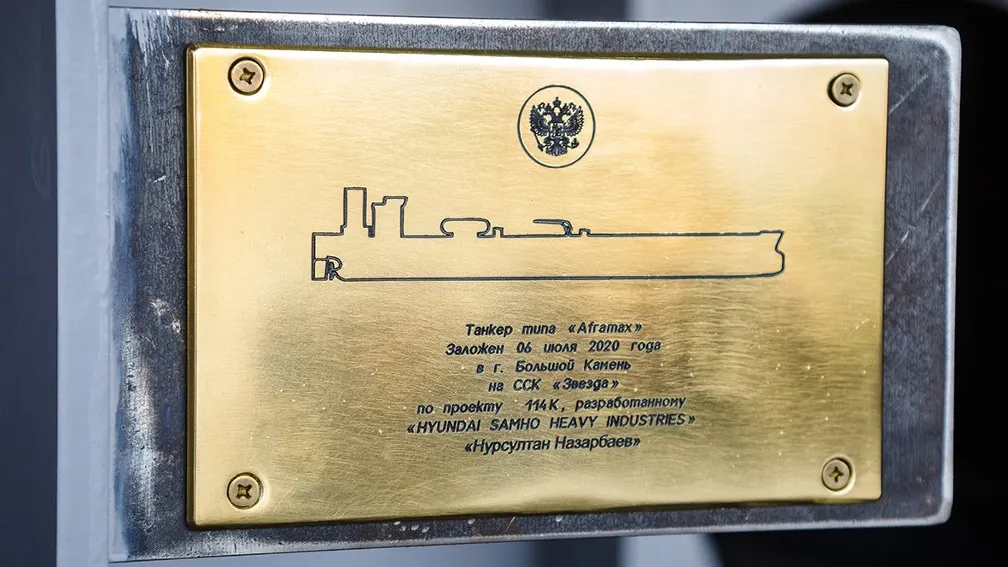 Танкер типа «Aframax»
Заложен 06 июля 2020 года
в г. Большой Камень
на ССК «Звезда»
по проекту 114К, разработанному
«HYUNDAI SAMHO HEAVY INDUSTRIES»
«Нурсултан Назарбаев»